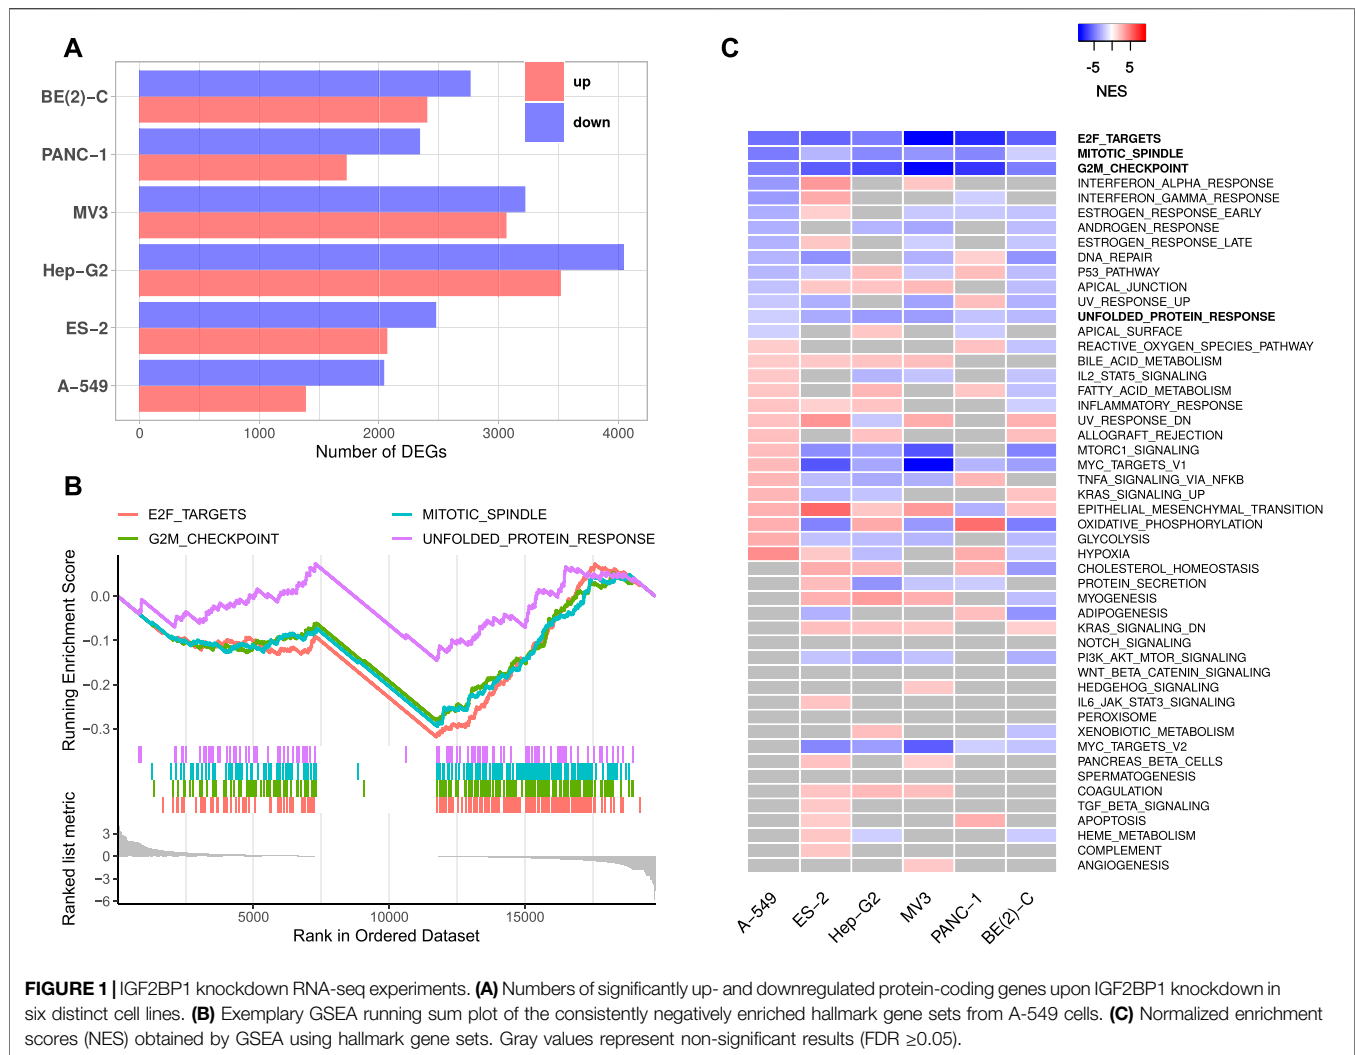 A
BE(2)−C
PANC−1
MV3
Hep−G2
ES−2
A−549
up
down
0
1000
2000
3000
4000
Number of DEGs
B
E2F_TARGETS
G2M_CHECKPOINT
MITOTIC_SPINDLE
UNFOLDED_PROTEIN_RESPONSE
Running Enrichment Score
0.0
−0.1
−0.2
−0.3
Ranked list metric
3
0
−3
−6
5000
10000
15000
Rank in Ordered Dataset
C
-5
5
NES
E2F_TARGETS
MITOTIC_SPINDLE
G2M_CHECKPOINT
INTERFERON_ALPHA_RESPONSE
INTERFERON_GAMMA_RESPONSE
ESTROGEN_RESPONSE_EARLY
ANDROGEN_RESPONSE
ESTROGEN_RESPONSE_LATE
DNA_REPAIR
P53_PATHWAY
APICAL_JUNCTION
UV_RESPONSE_UP
UNFOLDED_PROTEIN_RESPONSE
APICAL_SURFACE
REACTIVE_OXYGEN_SPECIES_PATHWAY
BILE_ACID_METABOLISM
IL2_STAT5_SIGNALING
FATTY_ACID_METABOLISM
INFLAMMATORY_RESPONSE
UV_RESPONSE_DN
ALLOGRAFT_REJECTION
MTORC1_SIGNALING
MYC_TARGETS_V1
TNFA_SIGNALING_VIA_NFKB
KRAS_SIGNALING_UP
EPITHELIAL_MESENCHYMAL_TRANSITION
OXIDATIVE_PHOSPHORYLATION
GLYCOLYSIS
HYPOXIA
CHOLESTEROL_HOMEOSTASIS
PROTEIN_SECRETION
MYOGENESIS
ADIPOGENESIS
KRAS_SIGNALING_DN
NOTCH_SIGNALING
PI3K_AKT_MTOR_SIGNALING
WNT_BETA_CATENIN_SIGNALING
HEDGEHOG_SIGNALING
IL6_JAK_STAT3_SIGNALING
PEROXISOME
XENOBIOTIC_METABOLISM
MYC_TARGETS_V2
PANCREAS_BETA_CELLS
SPERMATOGENESIS
COAGULATION
TGF_BETA_SIGNALING
APOPTOSIS
HEME_METABOLISM
COMPLEMENT
ANGIOGENESIS
A−549
ES−2
Hep−G2
MV3
PANC−1
BE(2)−C
FIGURE 1 | IGF2BP1 knockdown RNA-seq experiments. (A) Numbers of significantly up- and downregulated protein-coding genes upon IGF2BP1 knockdown in
six distinct cell lines. (B) Exemplary GSEA running sum plot of the consistently negatively enriched hallmark gene sets from A-549 cells. (C) Normalized enrichment
scores (NES) obtained by GSEA using hallmark gene sets. Gray values represent non-significant results (FDR ≥0.05).